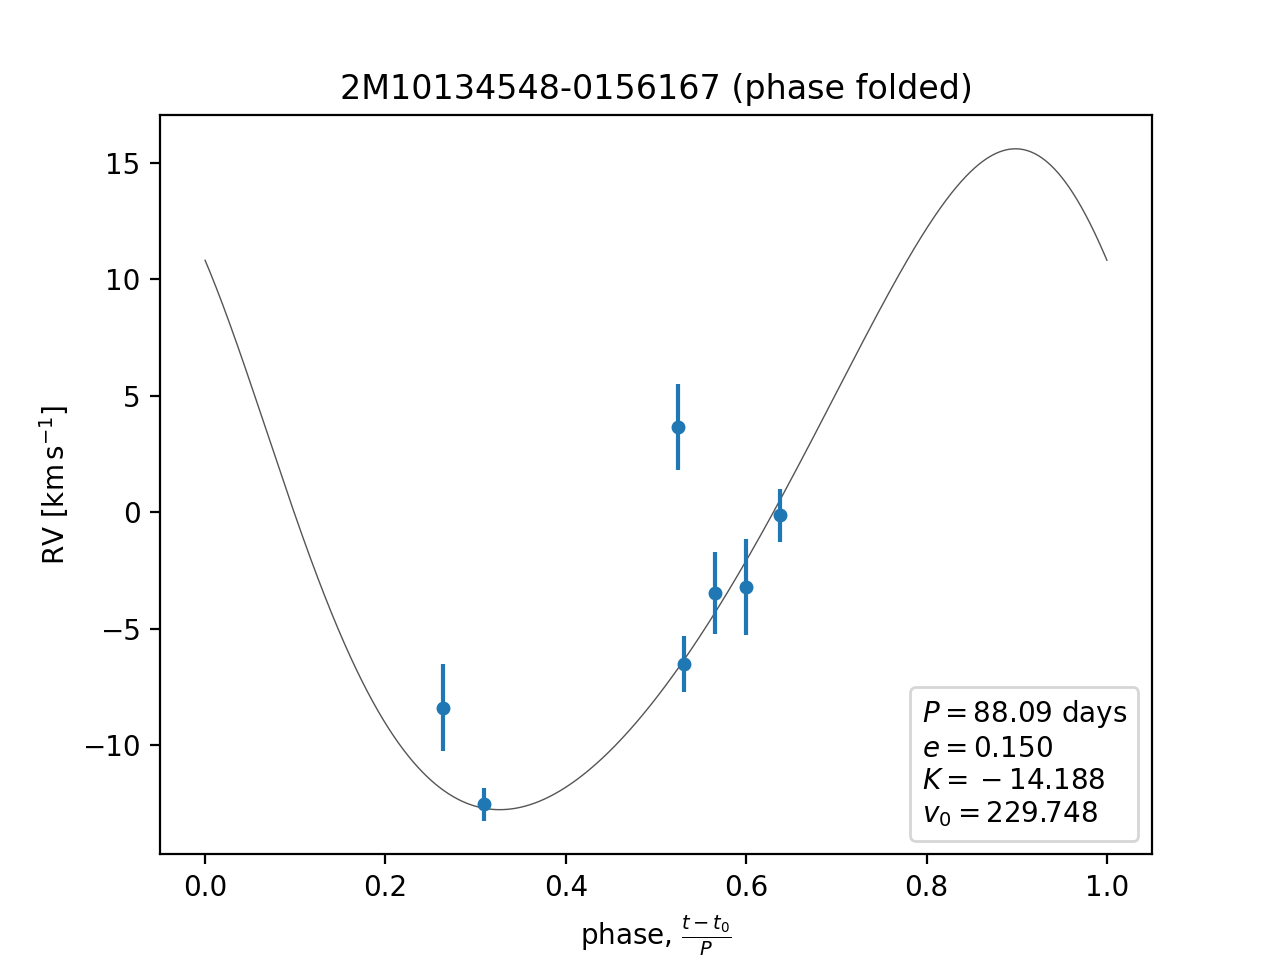 2M10134548-0156167 (phase folded)
RV [km s⁻¹]
15
10
5
0
−5
−10
P = 88.09 days
e = 0.150
K = −14.188
v₀ = 229.748
0.0 0.2 0.4 0.6 0.8 1.0
phase, (t − t₀)/P